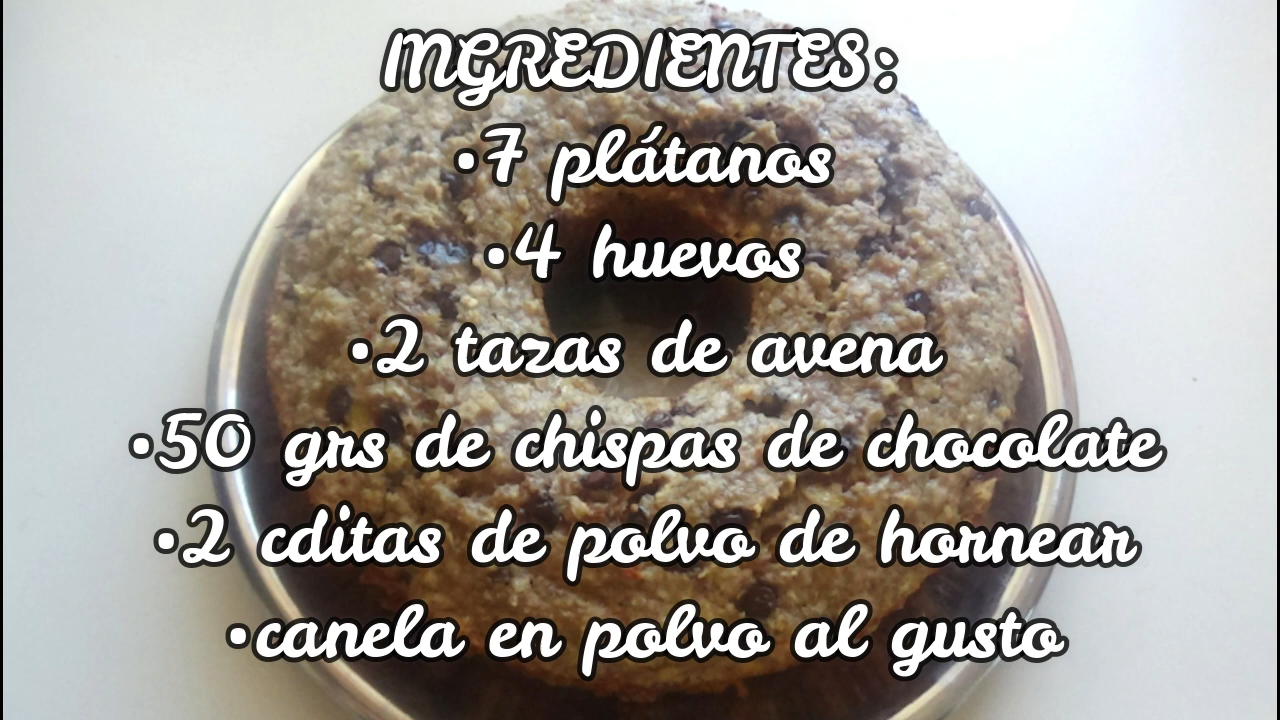 INGREDIENTES:
•7 plátanos
•4 huevos
•2 tazas de avena
•50 grs de chispas de chocolate
•2 cditas de polvo de hornear
•canela en polvo al gusto